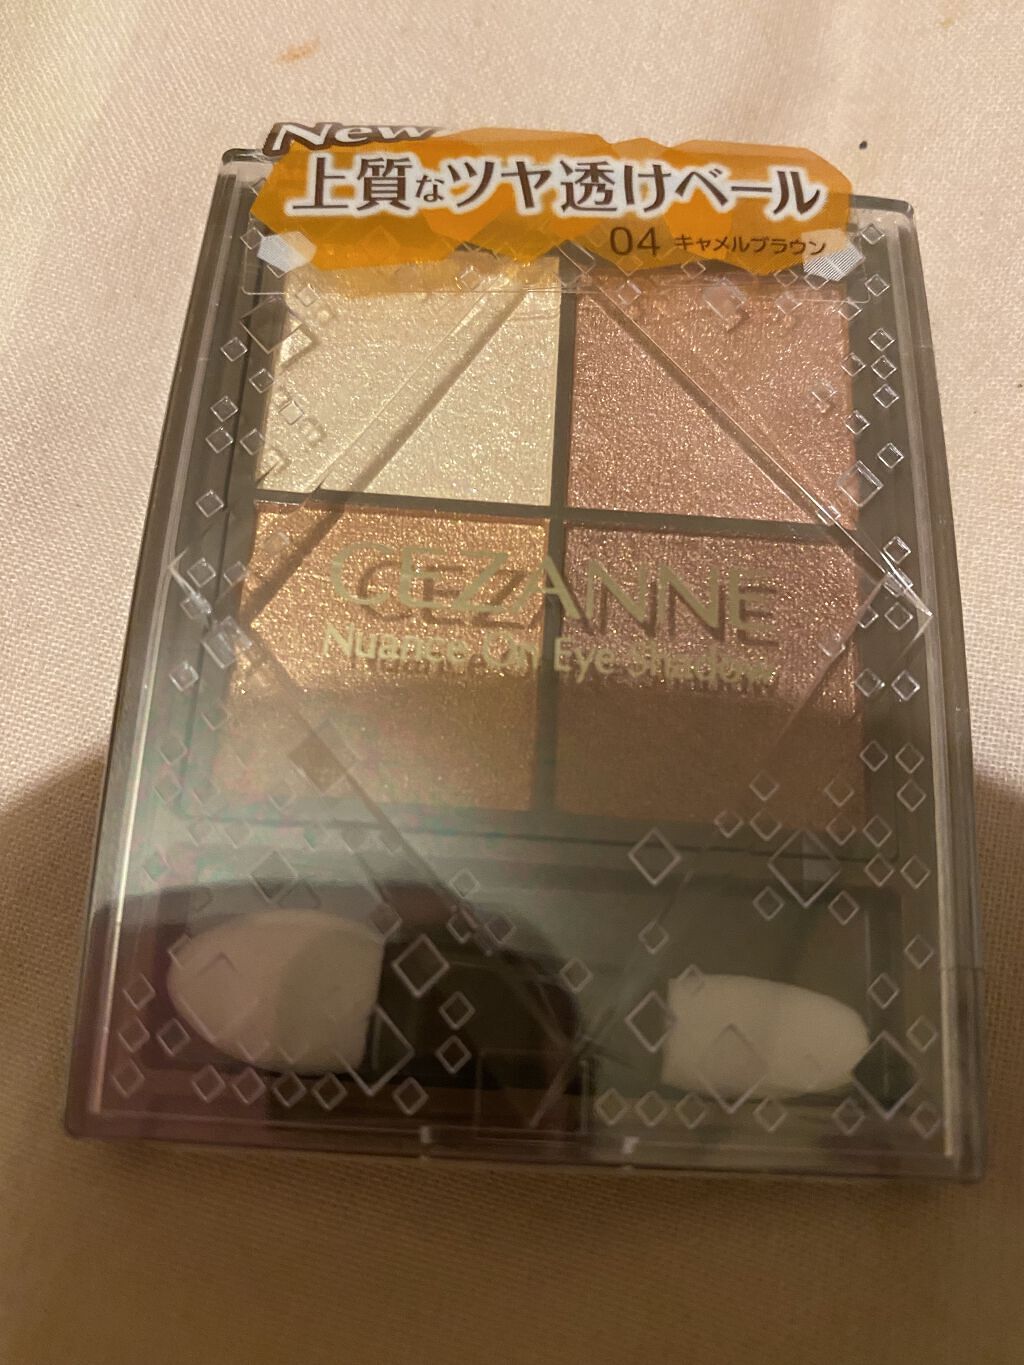 New
上質なツヤ透けベール
04 キャメルブラウン
CEZANNE
Nuance On Eye Shadow